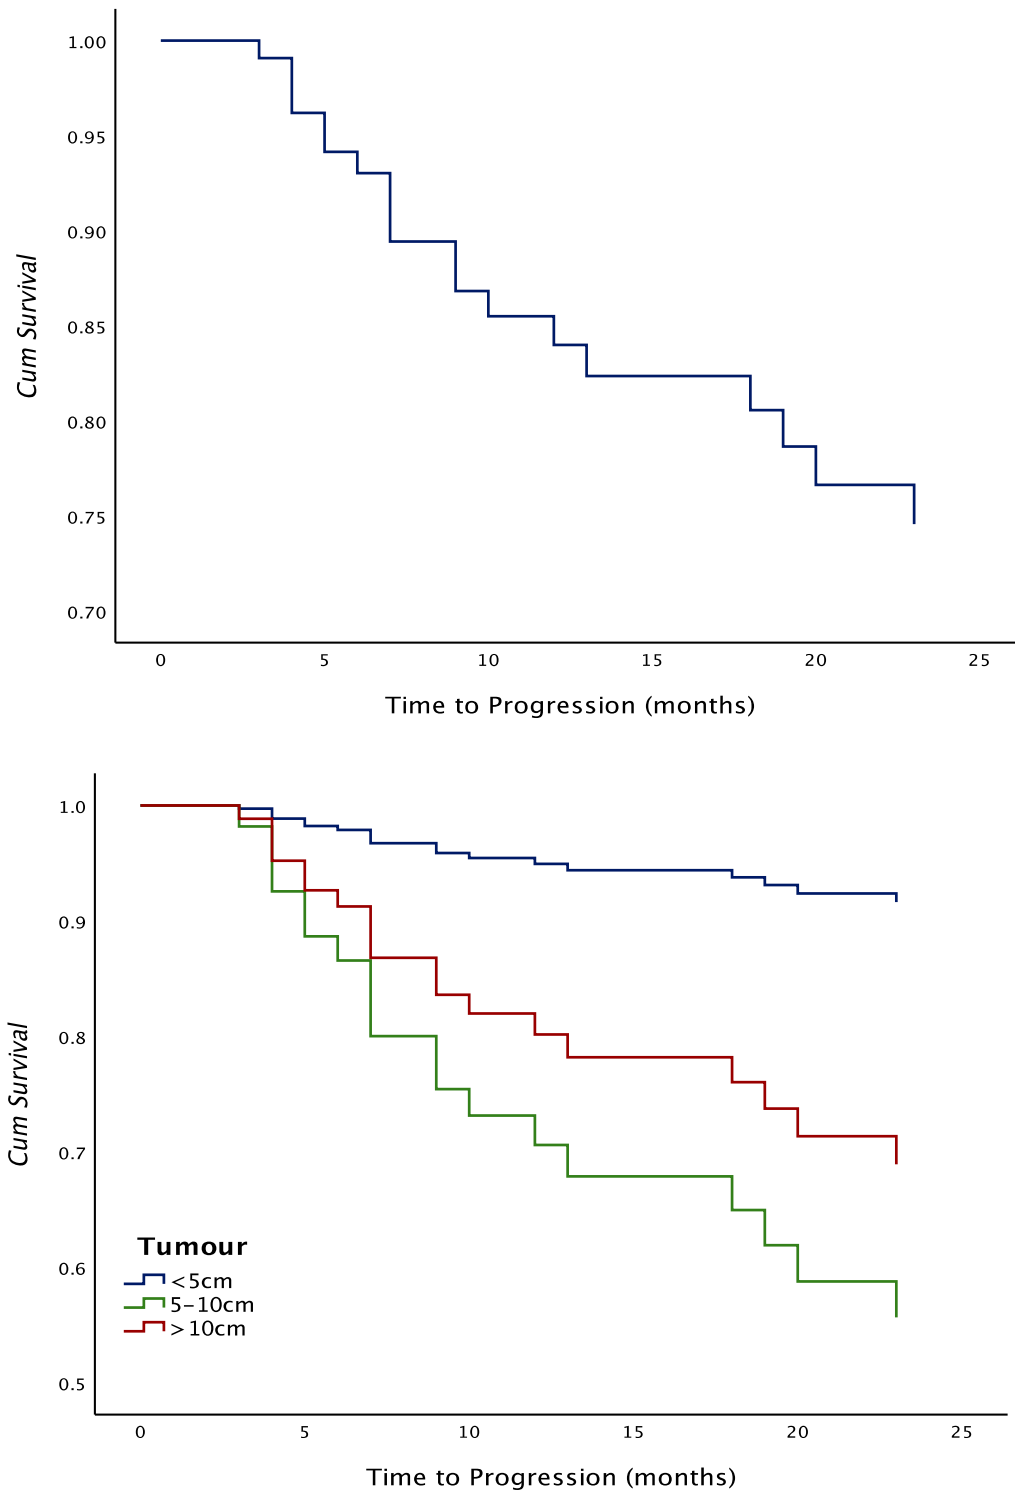 1.00
0.95
0.90
0.85
0.80
0.75
0.70
Cum Survival
0 5 10 15 20 25
Time to Progression (months)
1.0
0.9
0.8
0.7
0.6
0.5
Cum Survival
Tumour
<5cm
5–10cm
>10cm
0 5 10 15 20 25
Time to Progression (months)